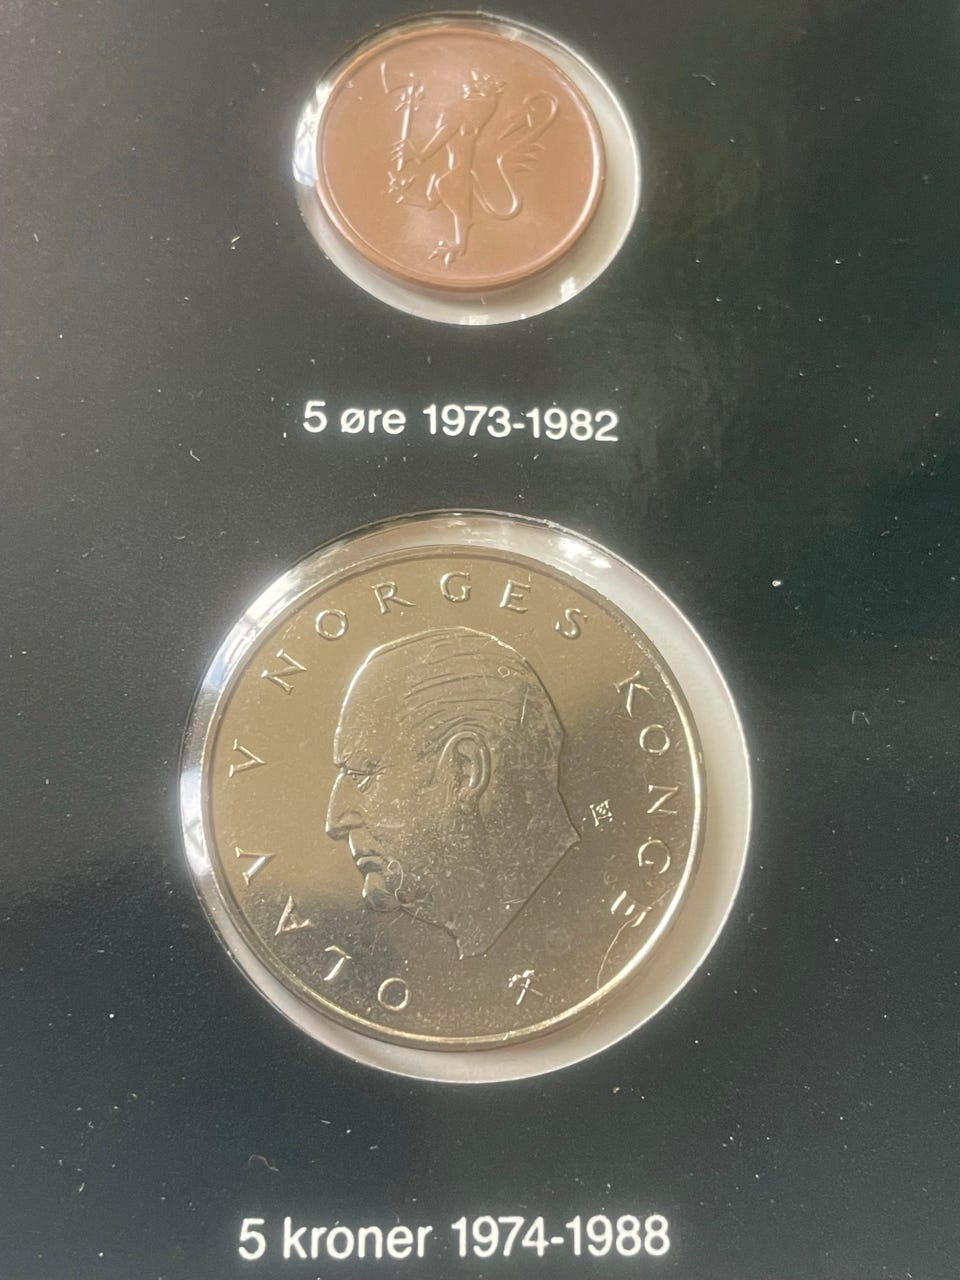 5 øre 1973-1982
OLAV V NORGES KONGE
5 kroner 1974-1988